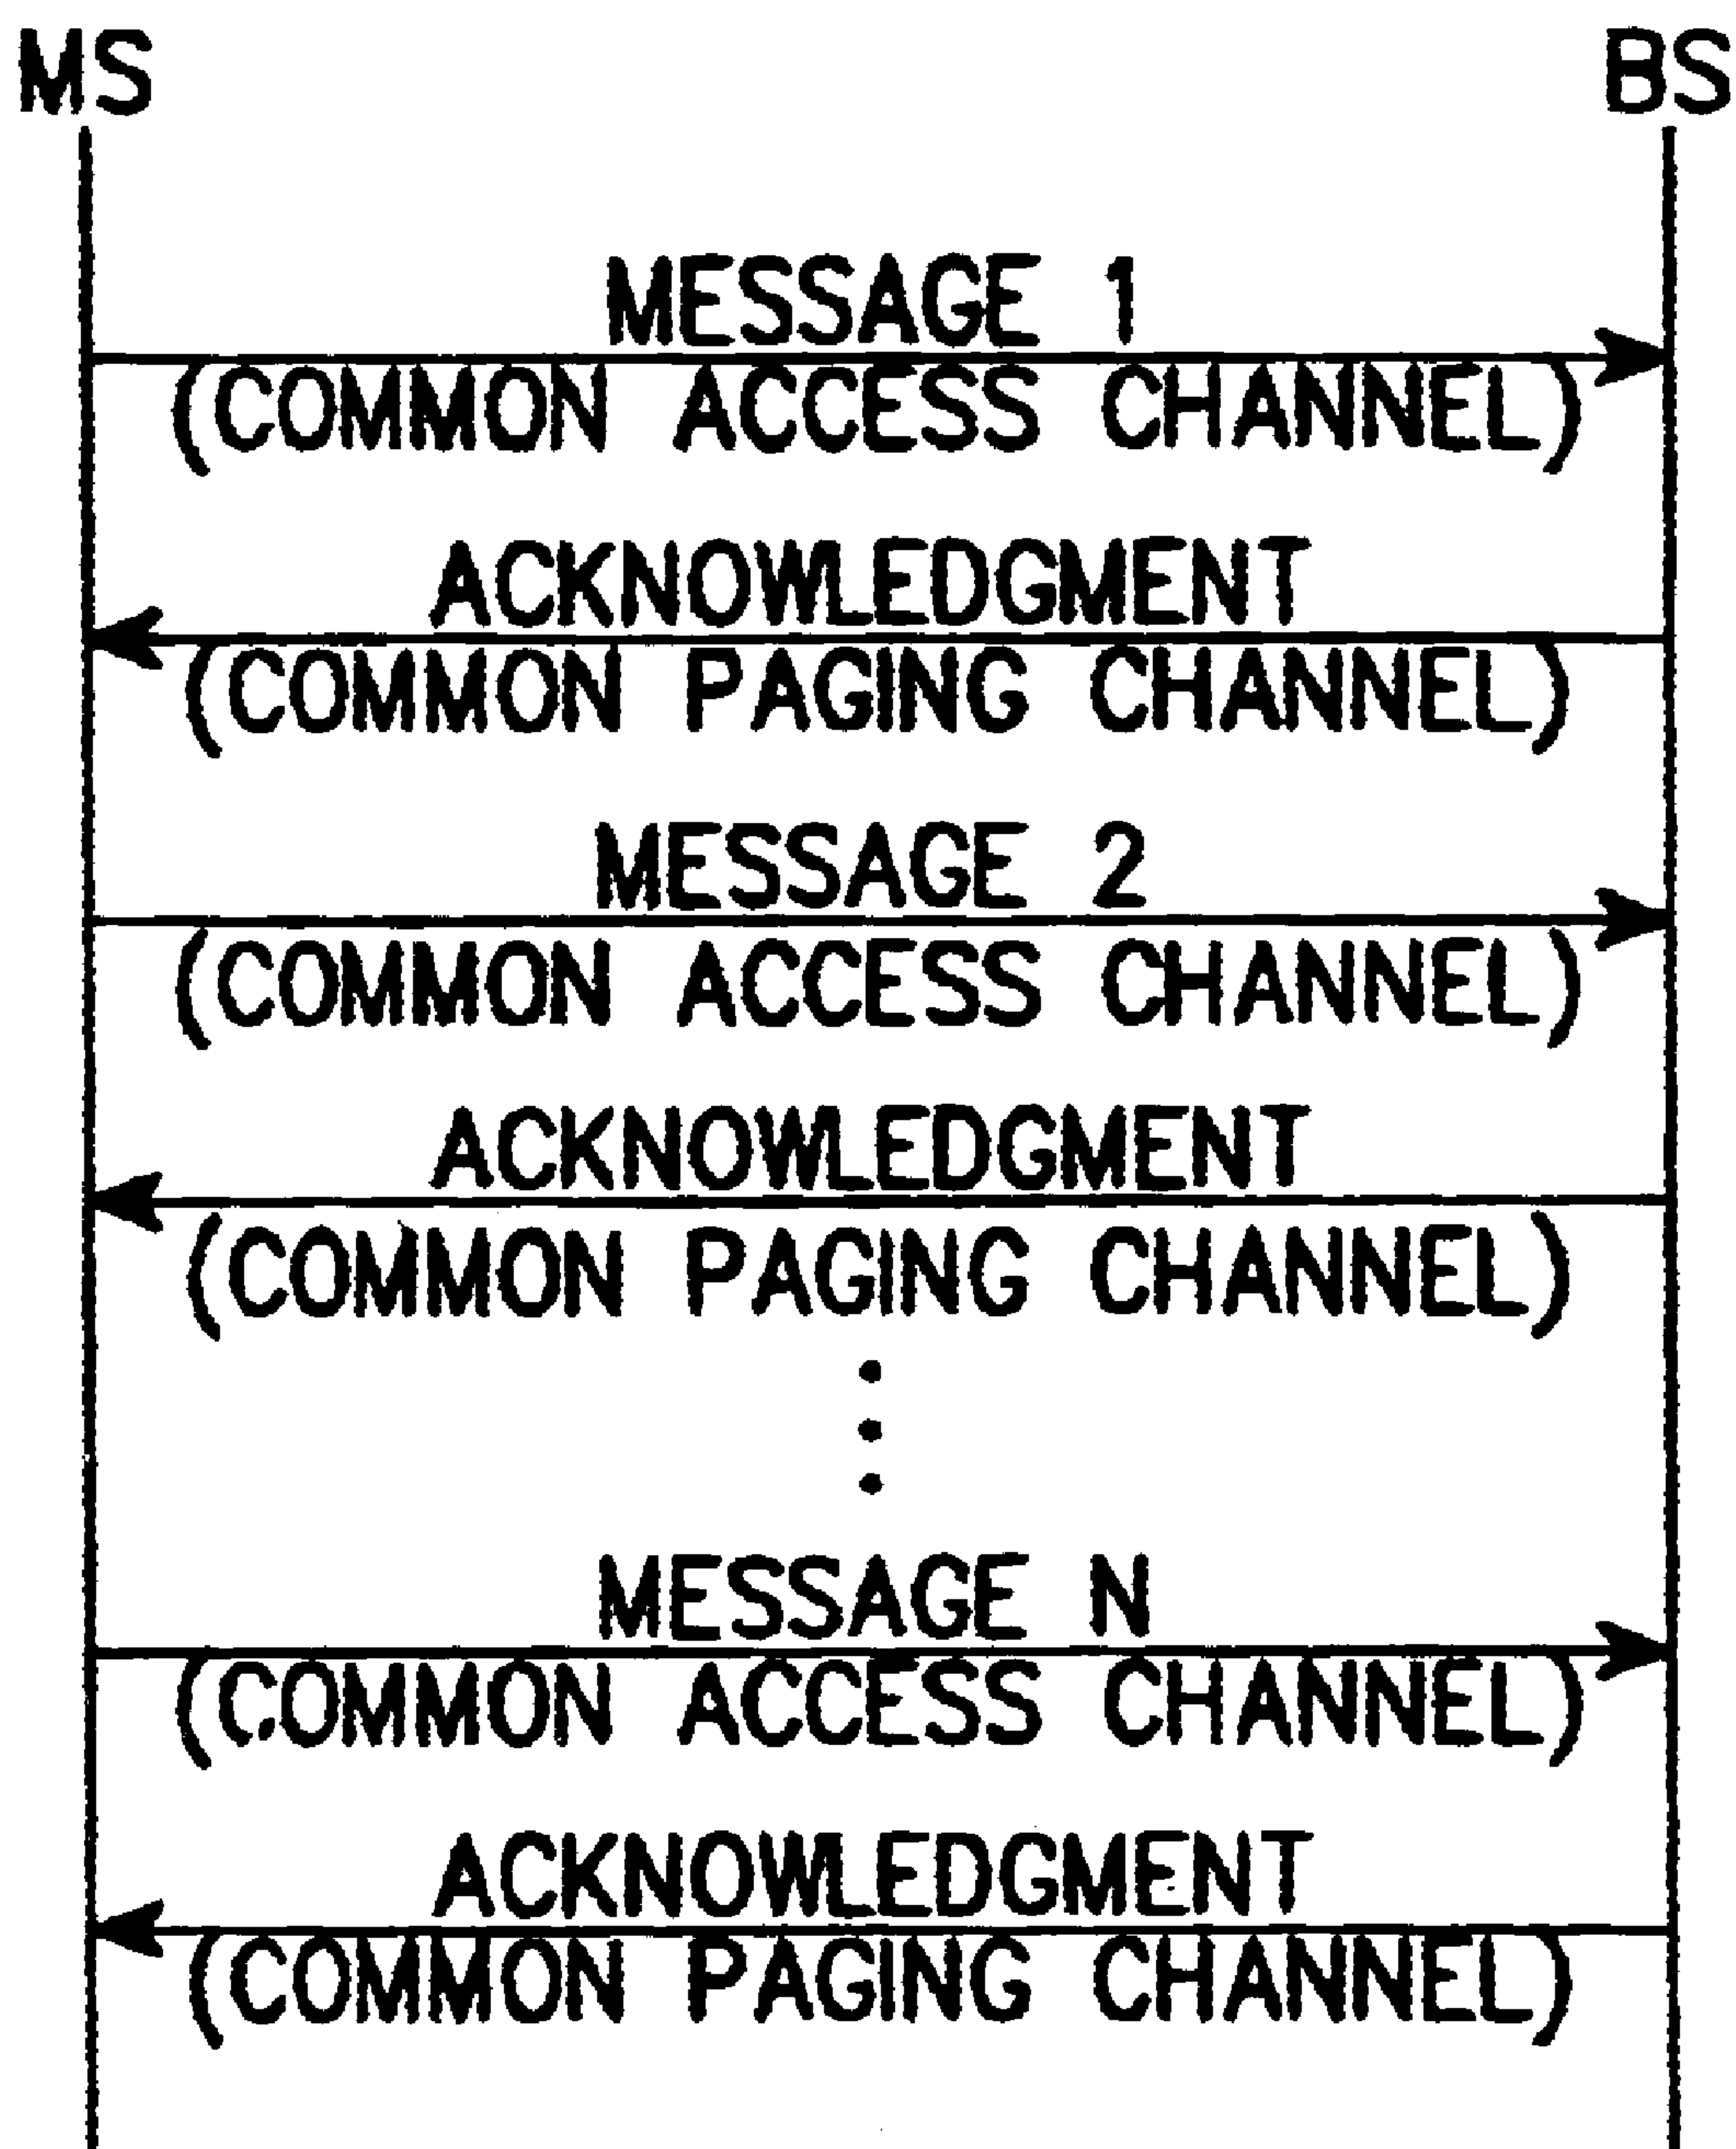 MS BS
MESSAGE 1
(COMMON ACCESS CHANNEL)
ACKNOWLEDGMENT
(COMMON PAGING CHANNEL)
MESSAGE 2
(COMMON ACCESS CHANNEL)
ACKNOWLEDGMENT
(COMMON PAGING CHANNEL)
MESSAGE N
(COMMON ACCESS CHANNEL)
ACKNOWLEDGMENT
(COMMON PAGING CHANNEL)